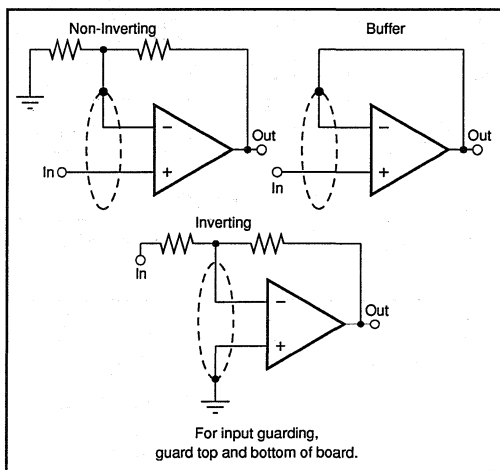 Non-Inverting
Buffer
−
+
In
Out
−
+
In
Out
Inverting
In
−
+
Out
For input guarding,
guard top and bottom of board.